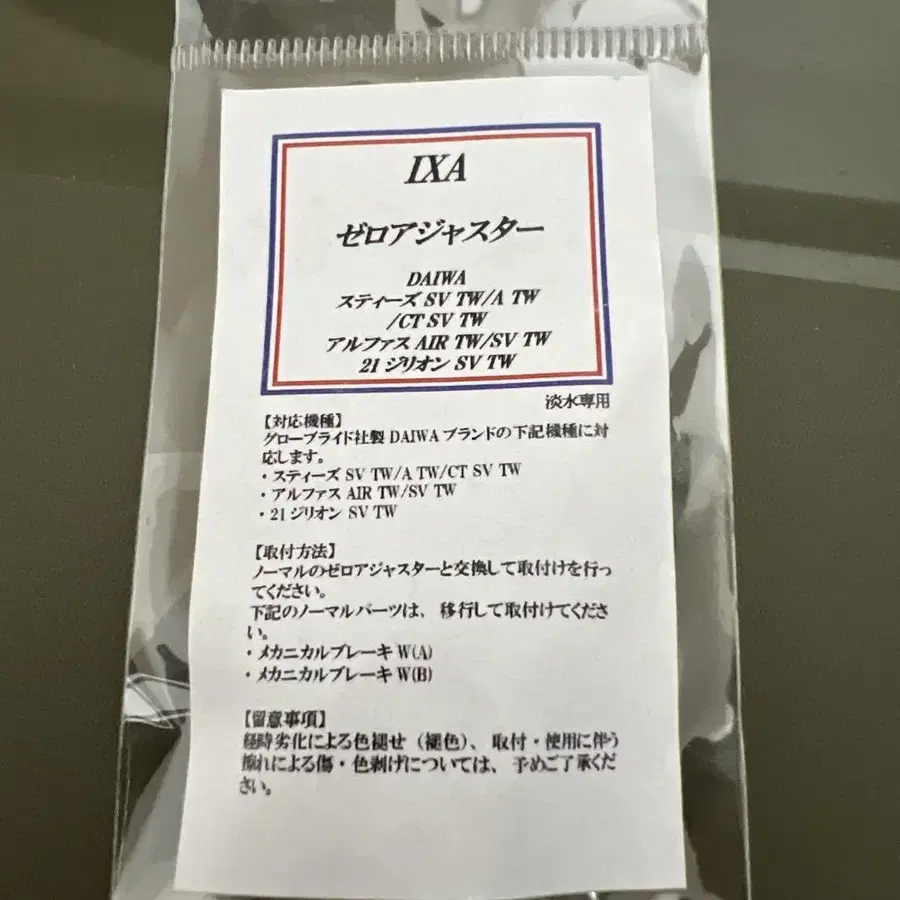 IXA
ゼロアジャスター
DAIWA
スティーズ SV TW/A TW
/CT SV TW
アルファス AIR TW/SV TW
21 ジリオン SV TW
淡水専用
【対応機種】
グローブライド社製 DAIWA ブランドの下記機種に対
応します。
・スティーズ SV TW/A TW/CT SV TW
・アルファス AIR TW/SV TW
・21 ジリオン SV TW
【取付方法】
ノーマルのゼロアジャスターと交換して取付けを行っ
てください。
下記のノーマルパーツは、移行して取付けてくださ
い。
・メカニカルブレーキ W(A)
・メカニカルブレーキ W(B)
【留意事項】
経時劣化による色褪せ（褪色）、取付・使用に伴う
擦れによる傷・色剥げについては、予めご了承くだ
さい。